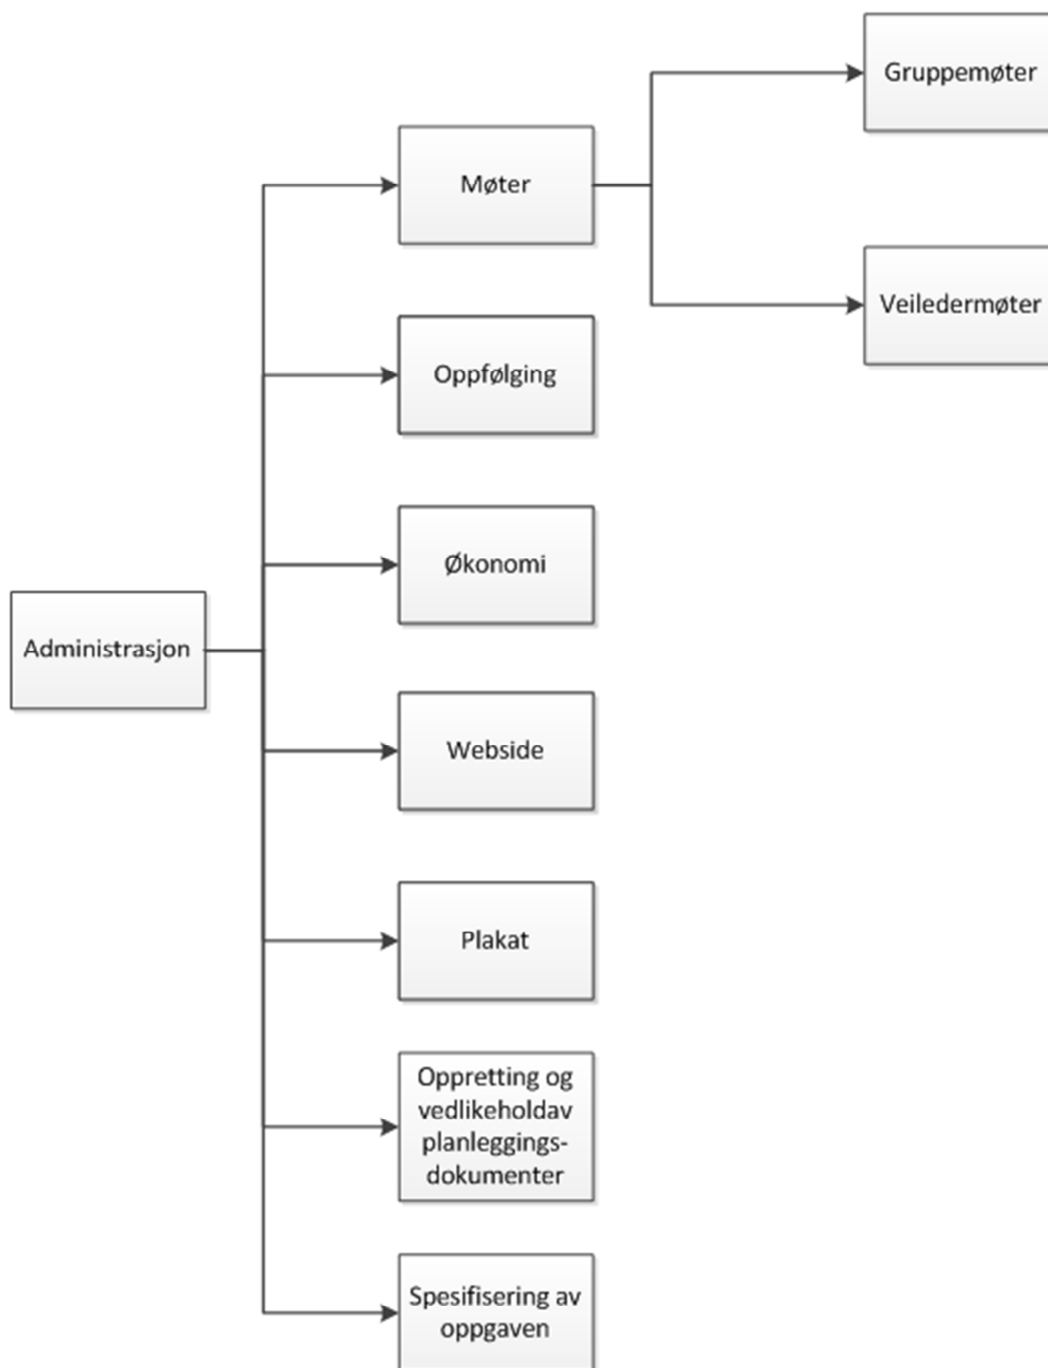 Gruppemøter
Møter
Veiledermøter
Oppfølging
Økonomi
Administrasjon
Webside
Plakat
Oppretting og
vedlikeholdav
planleggings-
dokumenter
Spesifisering av
oppgaven